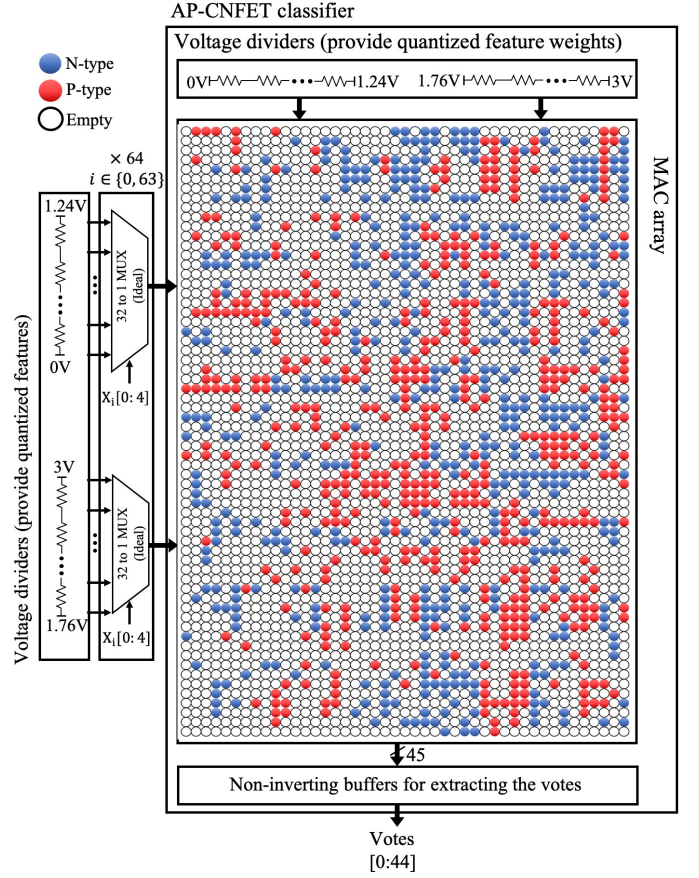 AP-CNFET classifier
Voltage dividers (provide quantized feature weights)
0V
1.24V
1.76V
3V
N-type
P-type
Empty
× 64
i ∈ {0, 63}
MAC array
Voltage dividers (provide quantized features)
1.24V
0V
32 to 1 MUX
(Ideal)
Xi[0: 4]
3V
1.76V
32 to 1 MUX
(Ideal)
Xi[0: 4]
45
Non-inverting buffers for extracting the votes
Votes
[0:44]